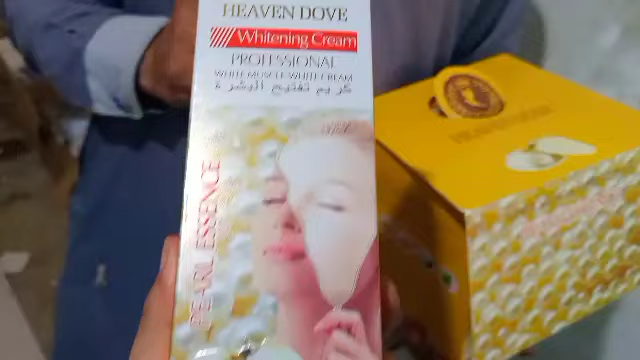 HEAVEN DOVE
Whitening Cream
PROFESSIONAL
WHITE MUSCLE WHITE CREAM
كريم تفتيح البشرة
PEARL ESSENCE